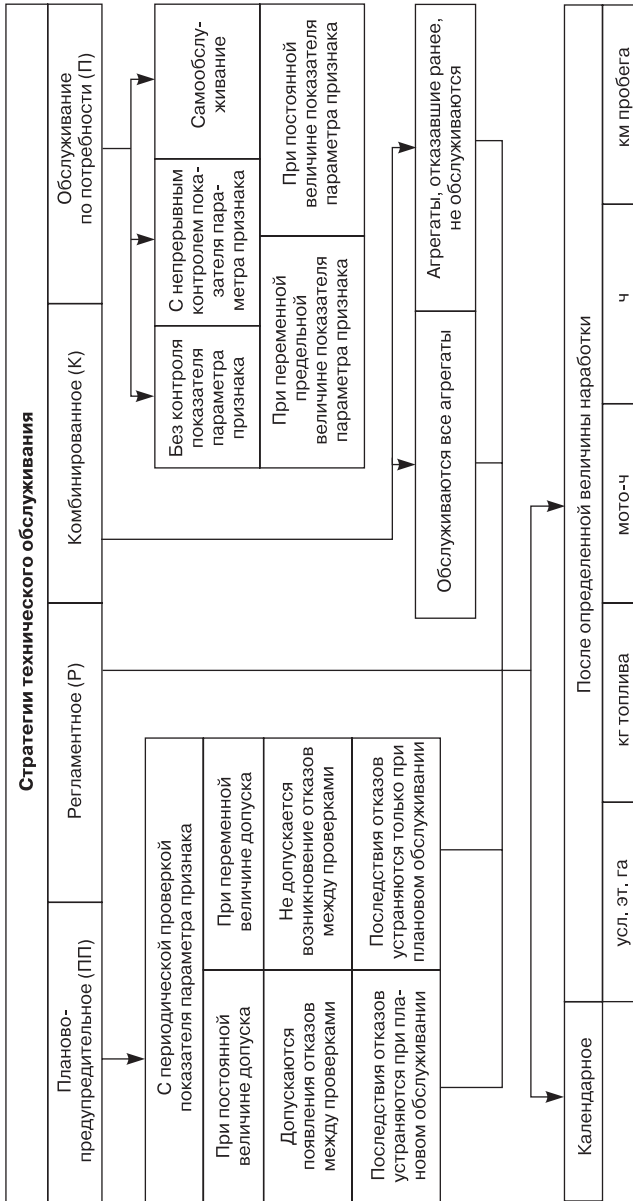 Стратегии технического обслуживания
Планово-
предупредительное (ПП)
Регламентное (Р)
Комбинированное (К)
Обслуживание
по потребности (П)
С периодической проверкой
показателя параметра признака
При постоянной
величине допуска
При переменной
величине допуска
Допускаются
появления отказов
между проверками
Не допускается
возникновение отказов
между проверками
Последствия отказов
устраняются при пла-
новом обслуживании
Последствия отказов
устраняются только при
плановом обслуживании
Без контроля
показателя
параметра
признака
С непрерывным
контролем пока-
зателя пара-
метра признака
Самообслу-
живание
При переменной
предельной
величине показателя
параметра признака
При постоянной
величине показателя
параметра признака
Обслуживаются все агрегаты
Агрегаты, отказавшие ранее,
не обслуживаются
Календарное
После определенной величины наработки
усл, эт, га
кг топлива
мото-ч
ч
км пробега